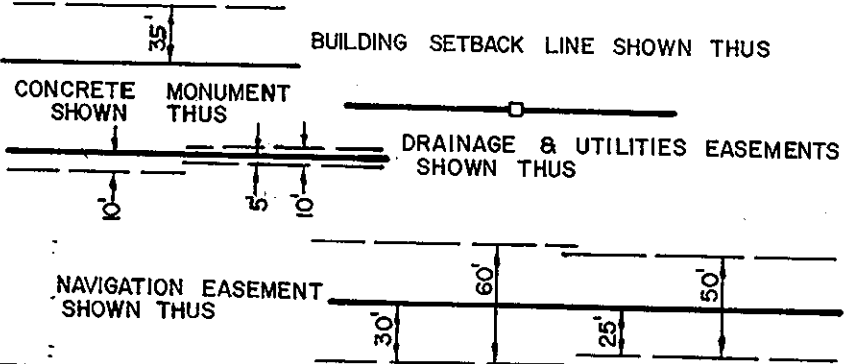 35'
BUILDING SETBACK LINE SHOWN THUS
CONCRETE MONUMENT
SHOWN THUS
DRAINAGE & UTILITIES EASEMENTS
SHOWN THUS
10'
5'
10'
NAVIGATION EASEMENT
SHOWN THUS
60'
50'
30'
25'